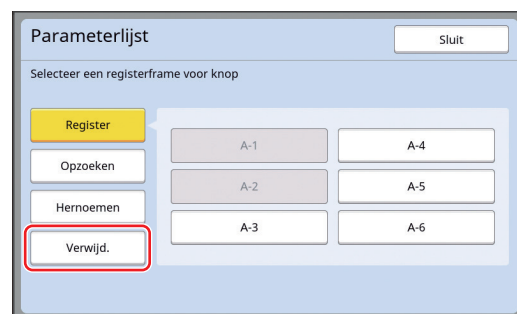 Parameterlijst
Sluit
Selecteer een registerframe voor knop
Register
Opzoeken
Hernoemen
Verwijd.
A-1
A-4
A-2
A-5
A-3
A-6